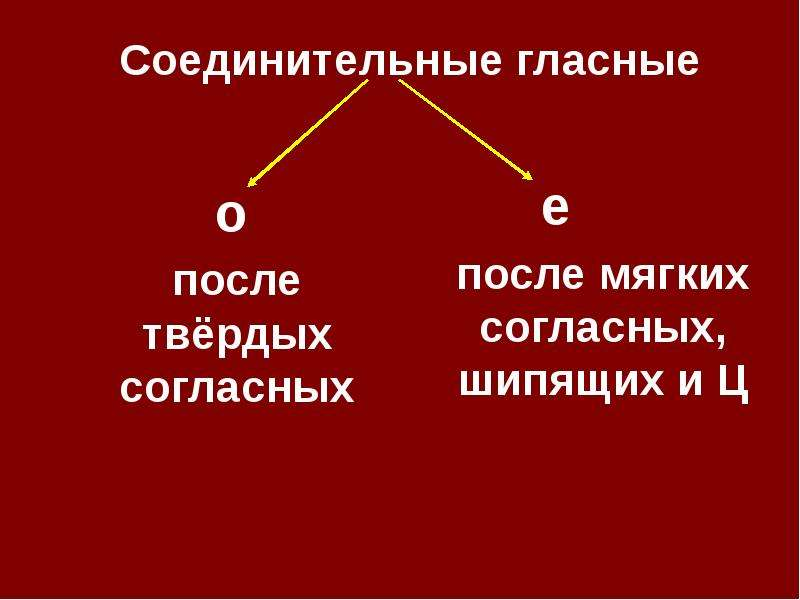 Соединительные гласные
о
после
твёрдых
согласных
е
после мягких
согласных,
шипящих и Ц